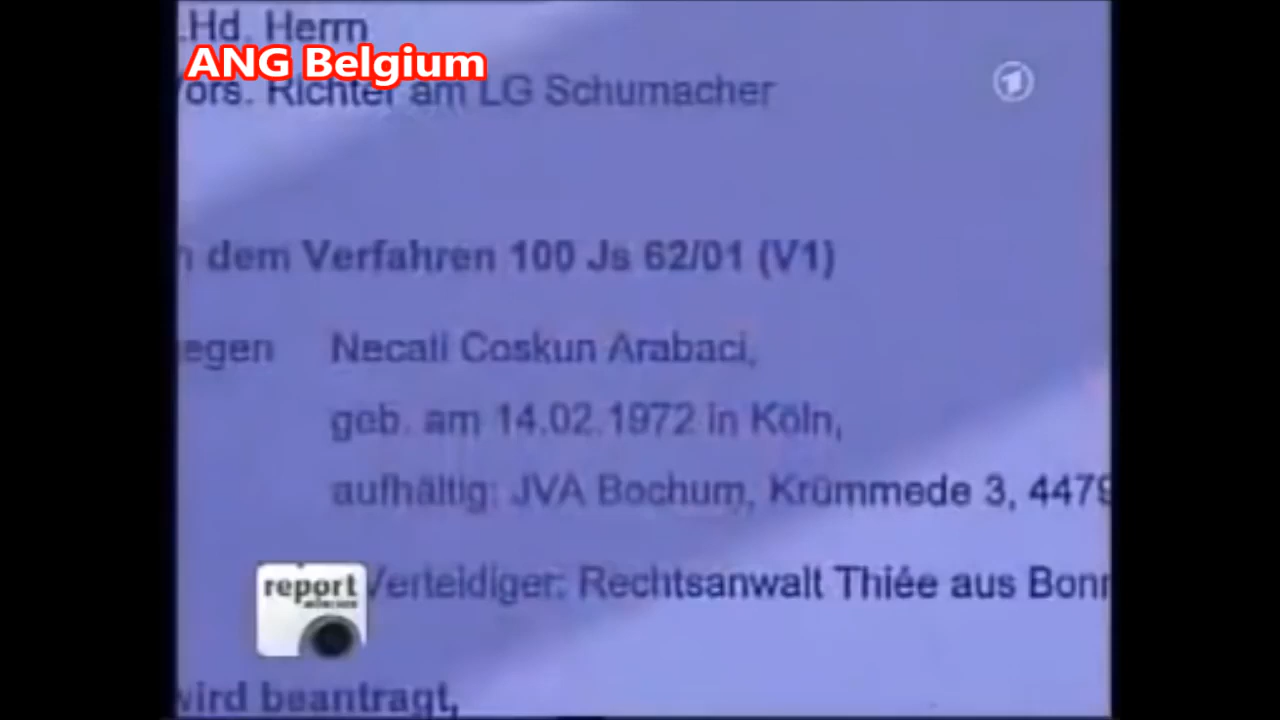 .Hd. Herrn
ANG Belgium
Vors. Richter am LG Schumacher
n dem Verfahren 100 Js 62/01 (V1)
egen Necati Coskun Arabaci,
geb. am 14.02.1972 in Köln,
aufhältig: JVA Bochum, Krümmede 3, 4479
report
Verteidiger: Rechtsanwalt Thiée aus Bonn
wird beantragt,